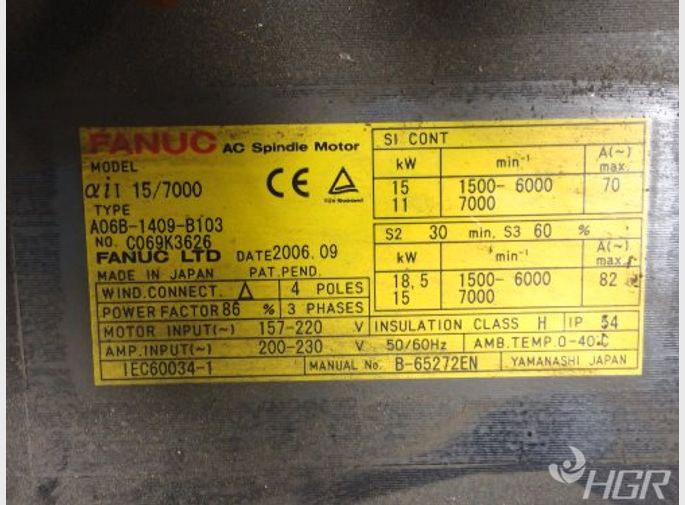 FANUC AC Spindle Motor
MODEL
αiI 15/7000
TYPE
A06B-1409-B103
NO. C069K3626
FANUC LTD DATE 2006.09
MADE IN JAPAN PAT.PEND.
CE
SI CONT
kW min⁻¹ A(~) max.
15 1500-6000 70
11 7000
S2 30 min, S3 60 %
kW min⁻¹ A(~) max.
18,5 1500-6000 82
15 7000
WIND.CONNECT. Δ 4 POLES
POWER FACTOR 86 % 3 PHASES
MOTOR INPUT(~) 157-220 V INSULATION CLASS H IP 54
AMP.INPUT(~) 200-230 V 50/60Hz AMB.TEMP.0-40°C
IEC60034-1 MANUAL No. B-65272EN YAMANASHI JAPAN
HGR